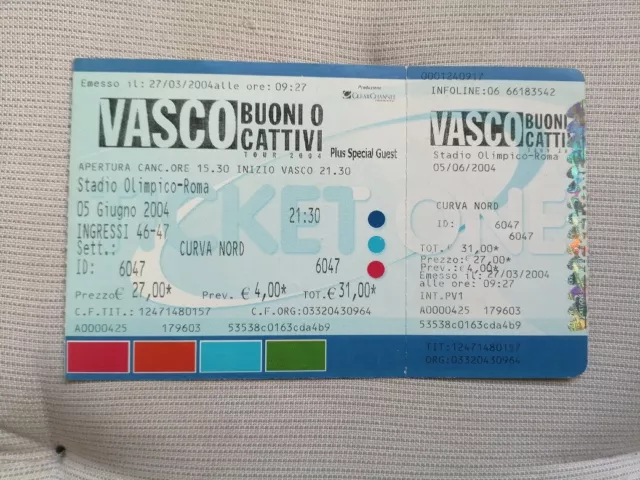 Emesso il: 27/03/2004 alle ore: 09:27
Produzione
CLEARCHANNEL
VASCO BUONI O CATTIVI
TOUR 2004
Plus Special Guest
APERTURA CANC.ORE 15.30 INIZIO VASCO 21.30
Stadio Olimpico-Roma
05 Giugno 2004 21:30
INGRESSI 46-47
Sett.: CURVA NORD
ID: 6047 6047
Prezzo€ 27,00* Prev. € 4,00* TOT.€ 31,00*
C.F.TIT.: 12471480157 C.F.ORG:03320430964
A0000425 179603 53538c0163cda4b9
TICKET ONE
0001240917
INFOLINE:06 66183542
VASCO BUONI
CATTIVI
Stadio Olimpico-Roma
05/06/2004
CURVA NORD
ID: 6047
6047
TOT. € 31,00*
Prezzo:€ 27,00*
Prev.:€ 4,00*
Emesso il: 27/03/2004
alle ore: 09:27
INT.PV1
A0000425 179603
53538c0163cda4b9
TIT:12471480157
ORG:03320430964